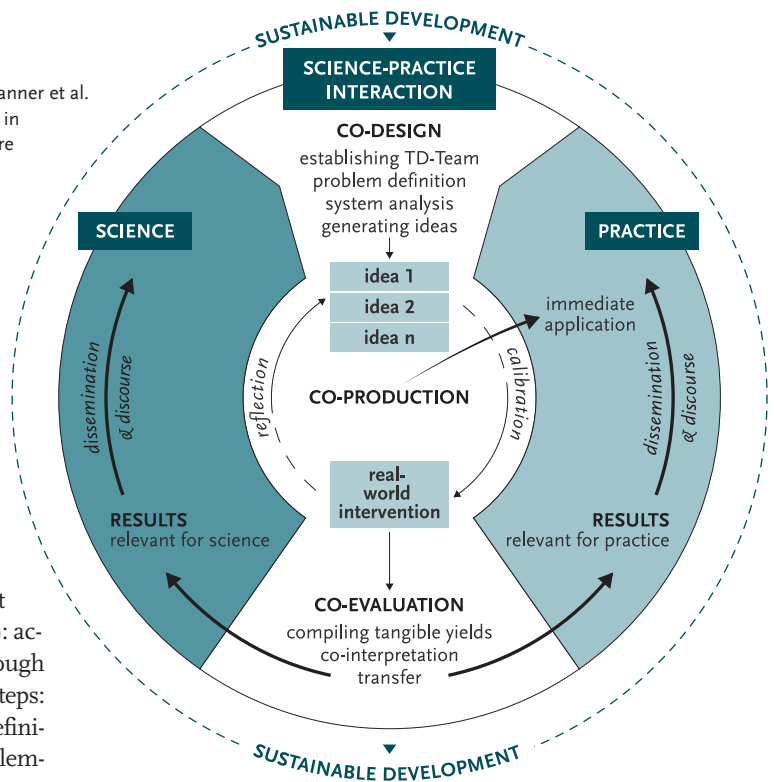 SUSTAINABLE DEVELOPMENT
SCIENCE-PRACTICE
INTERACTION
anner et al.
in
re
CO-DESIGN
establishing TD-Team
problem definition
system analysis
generating ideas
SCIENCE
PRACTICE
idea 1
idea 2
idea n
immediate
application
dissemination
& discourse
reflection
CO-PRODUCTION
calibration
dissemination
& discourse
real-
world
intervention
RESULTS
relevant for science
RESULTS
relevant for practice
CO-EVALUATION
compiling tangible yields
co-interpretation
transfer
t
: ac-
ough
teps:
efini-
lem-
SUSTAINABLE DEVELOPMENT